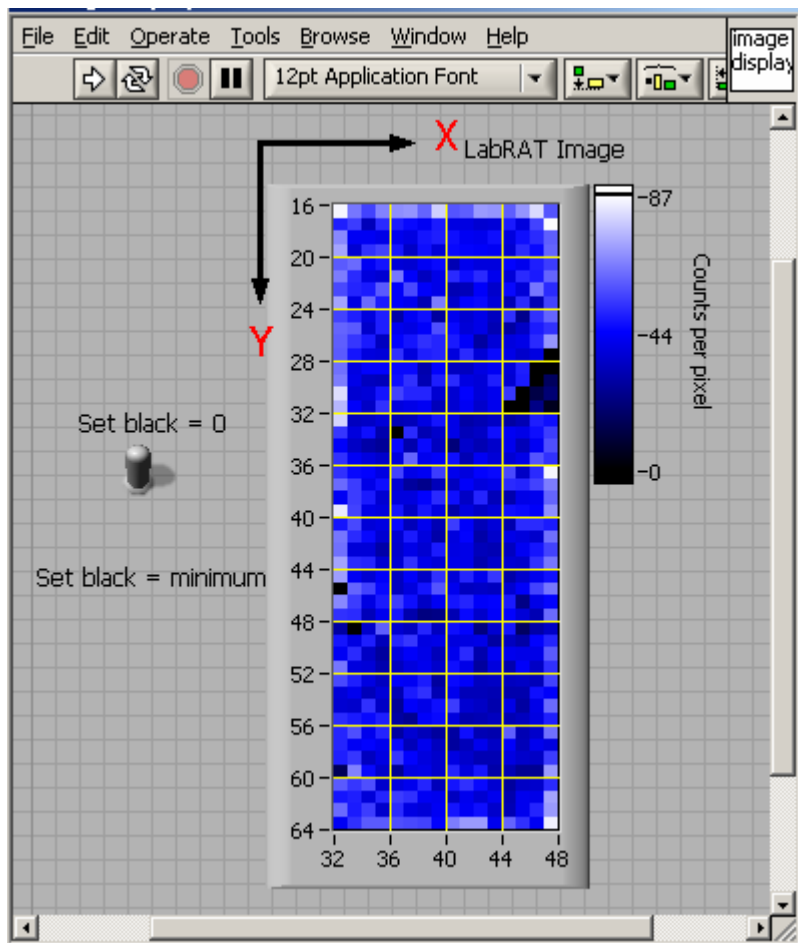 File Edit Operate Tools Browse Window Help
image
display
12pt Application Font
X
LabRAT Image
Y
Set black = 0
Set black = minimum
16
20
24
28
32
36
40
44
48
52
56
60
64
32 36 40 44 48
-87
-44
-0
Counts per pixel